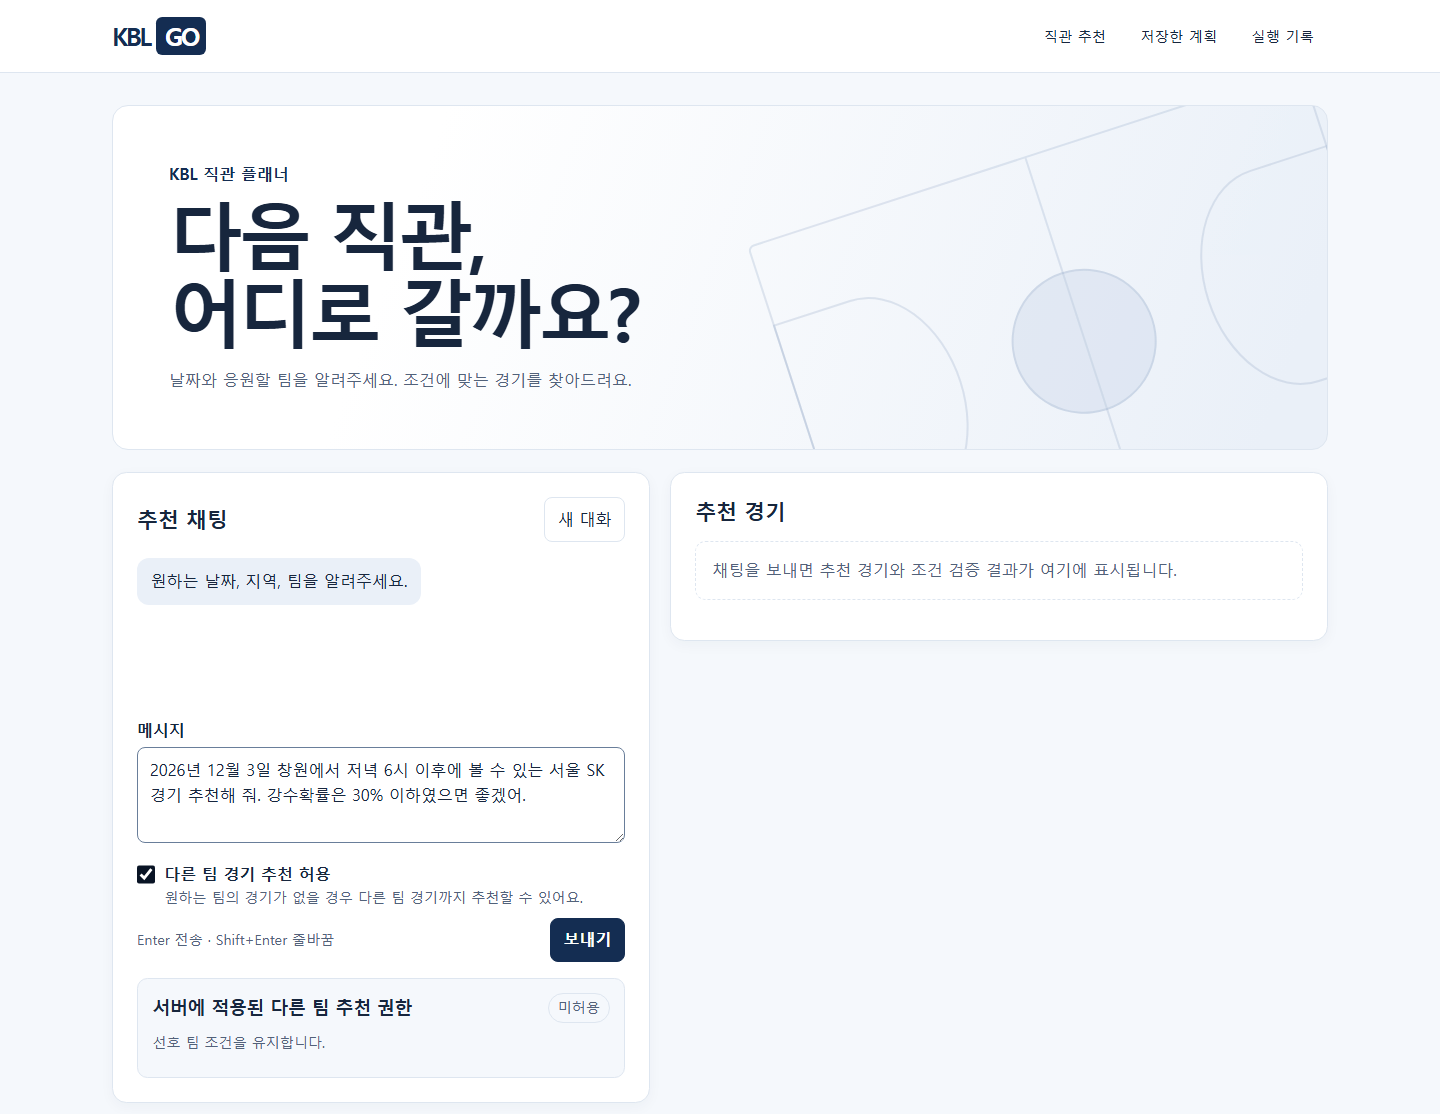 KBL GO
직관 추천
저장한 계획
실행 기록
KBL 직관 플래너
다음 직관,
어디로 갈까요?
날짜와 응원할 팀을 알려주세요. 조건에 맞는 경기를 찾아드려요.
추천 채팅
새 대화
원하는 날짜, 지역, 팀을 알려주세요.
메시지
2026년 12월 3일 창원에서 저녁 6시 이후에 볼 수 있는 서울 SK
경기 추천해 줘. 강수확률은 30% 이하였으면 좋겠어.
다른 팀 경기 추천 허용
원하는 팀의 경기가 없을 경우 다른 팀 경기까지 추천할 수 있어요.
Enter 전송 · Shift+Enter 줄바꿈
보내기
서버에 적용된 다른 팀 추천 권한
미허용
선호 팀 조건을 유지합니다.
추천 경기
채팅을 보내면 추천 경기와 조건 검증 결과가 여기에 표시됩니다.